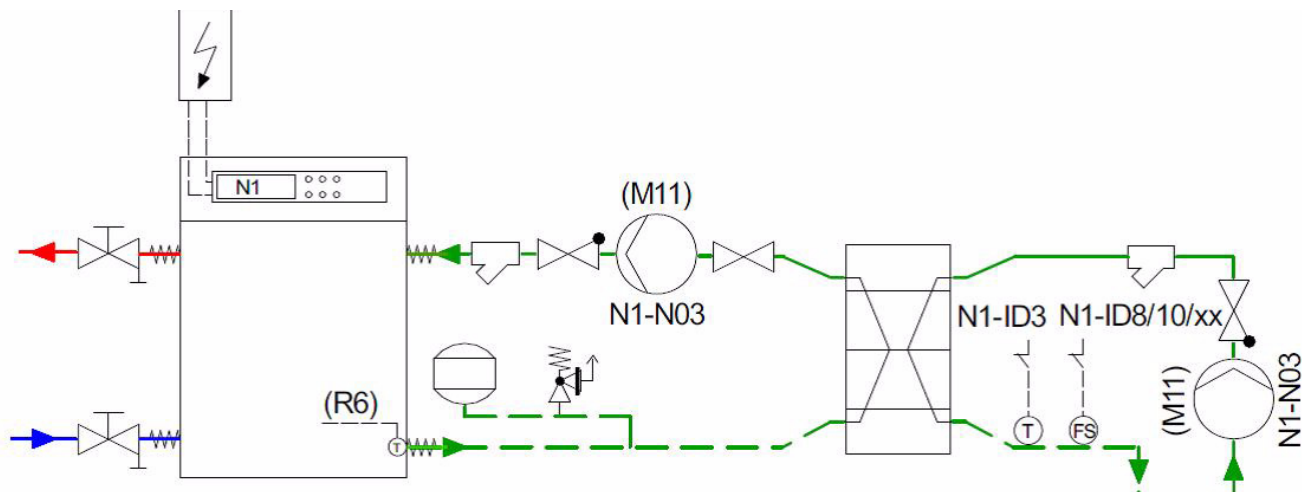 N1
(M11)
N1-N03
N1-ID3
N1-ID8/10/xx
(M11)
N1-N03
(R6)
T
T
FS